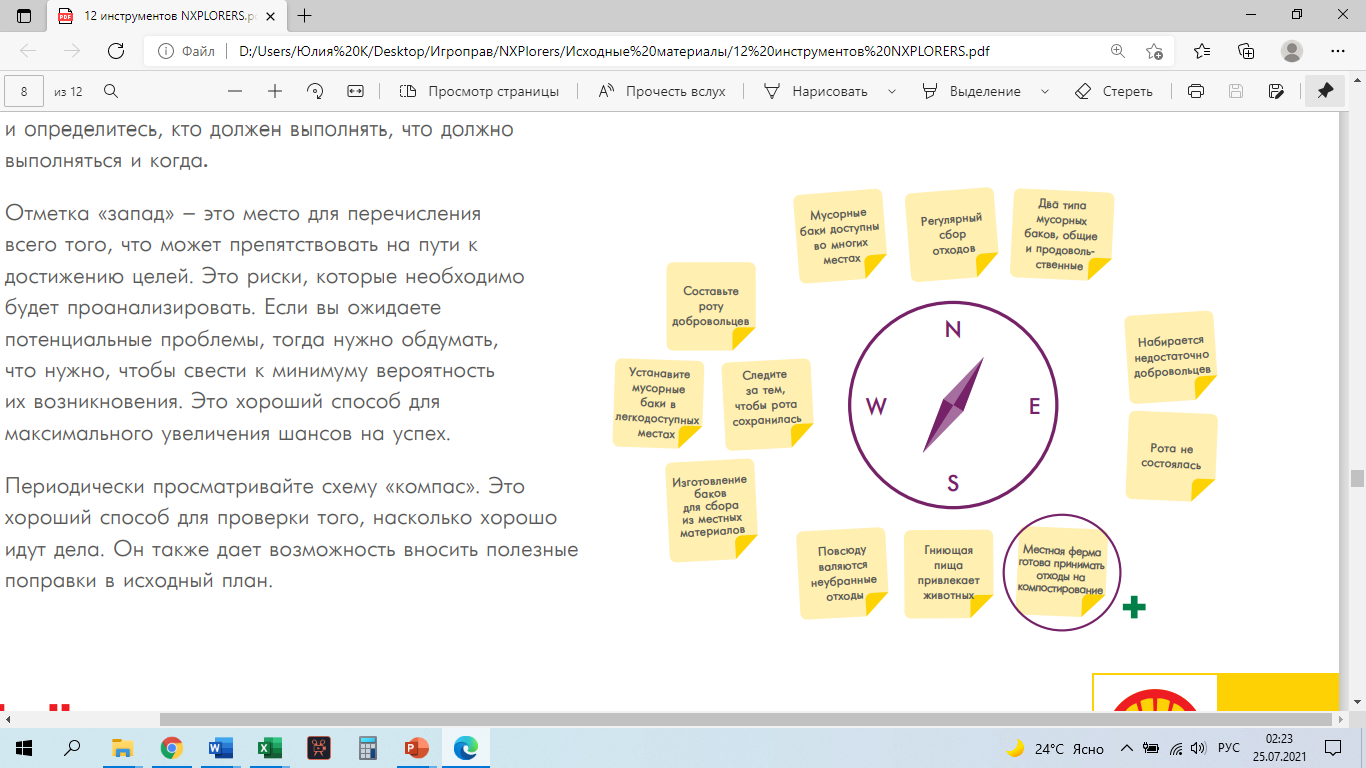 12 инструментов NXPLORERS.pd
Файл
D:/Users/Юлия%20K/Desktop/Игроправ/NXPlorers/Исходные%20материалы/12%20инструментов%20NXPLORERS.pdf
8
из 12
Просмотр страницы
Прочесть вслух
Нарисовать
Выделение
Стереть
и определитесь, кто должен выполнять, что должно
выполняться и когда.
Отметка «запад» – это место для перечисления
всего того, что может препятствовать на пути к
достижению целей. Это риски, которые необходимо
будет проанализировать. Если вы ожидаете
потенциальные проблемы, тогда нужно обдумать,
что нужно, чтобы свести к минимуму вероятность
их возникновения. Это хороший способ для
максимального увеличения шансов на успех.
Периодически просматривайте схему «компас». Это
хороший способ для проверки того, насколько хорошо
идут дела. Он также дает возможность вносить полезные
поправки в исходный план.
Мусорные
баки доступны
во многих
местах
Регулярный
сбор
отходов
Два типа
мусорных
баков, общие
и продоволь-
ственные
Составьте
роту
добровольцев
Устанавите
мусорные
баки в
легкодоступных
местах
Следите
за тем,
чтобы рота
сохранилась
Изготовление
баков
для сбора
из местных
материалов
N
W
E
S
Набирается
недостаточно
добровольцев
Рота не
состоялась
Повсюду
валяются
неубранные
отходы
Гниющая
пища
привлекает
животных
Местная ферма
готова принимать
отходы на
компостирование
24°C Ясно
РУС
02:23
25.07.2021